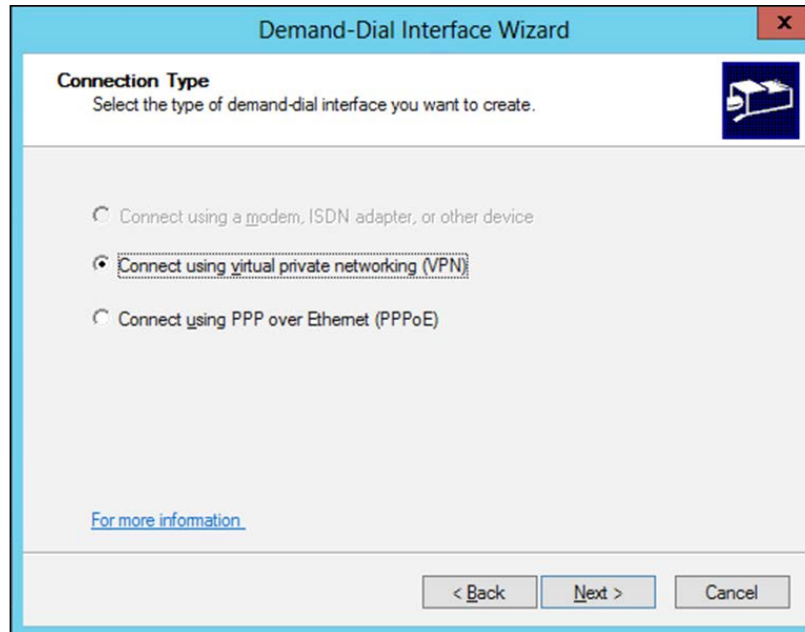 Demand-Dial Interface Wizard
x
Connection Type
Select the type of demand-dial interface you want to create.
Connect using a modem, ISDN adapter, or other device
Connect using virtual private networking (VPN)
Connect using PPP over Ethernet (PPPoE)
For more information
< Back Next > Cancel